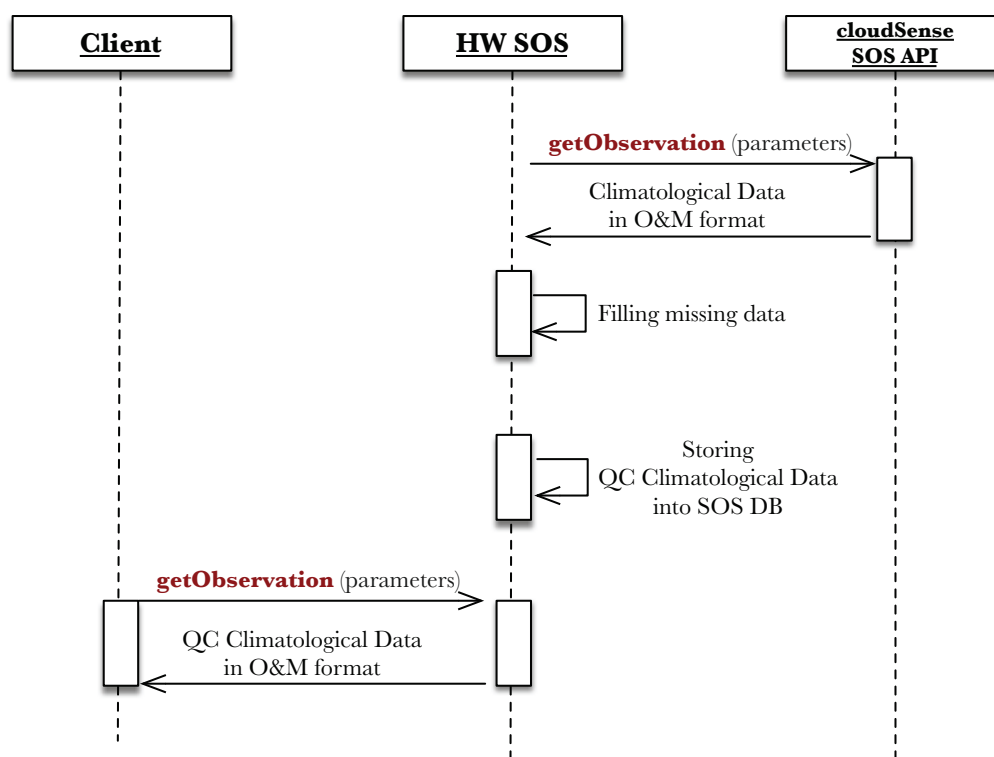 Client
HW SOS
cloudSense
SOS API
getObservation (parameters)
Climatological Data
in O&M format
Filling missing data
Storing
QC Climatological Data
into SOS DB
getObservation (parameters)
QC Climatological Data
in O&M format